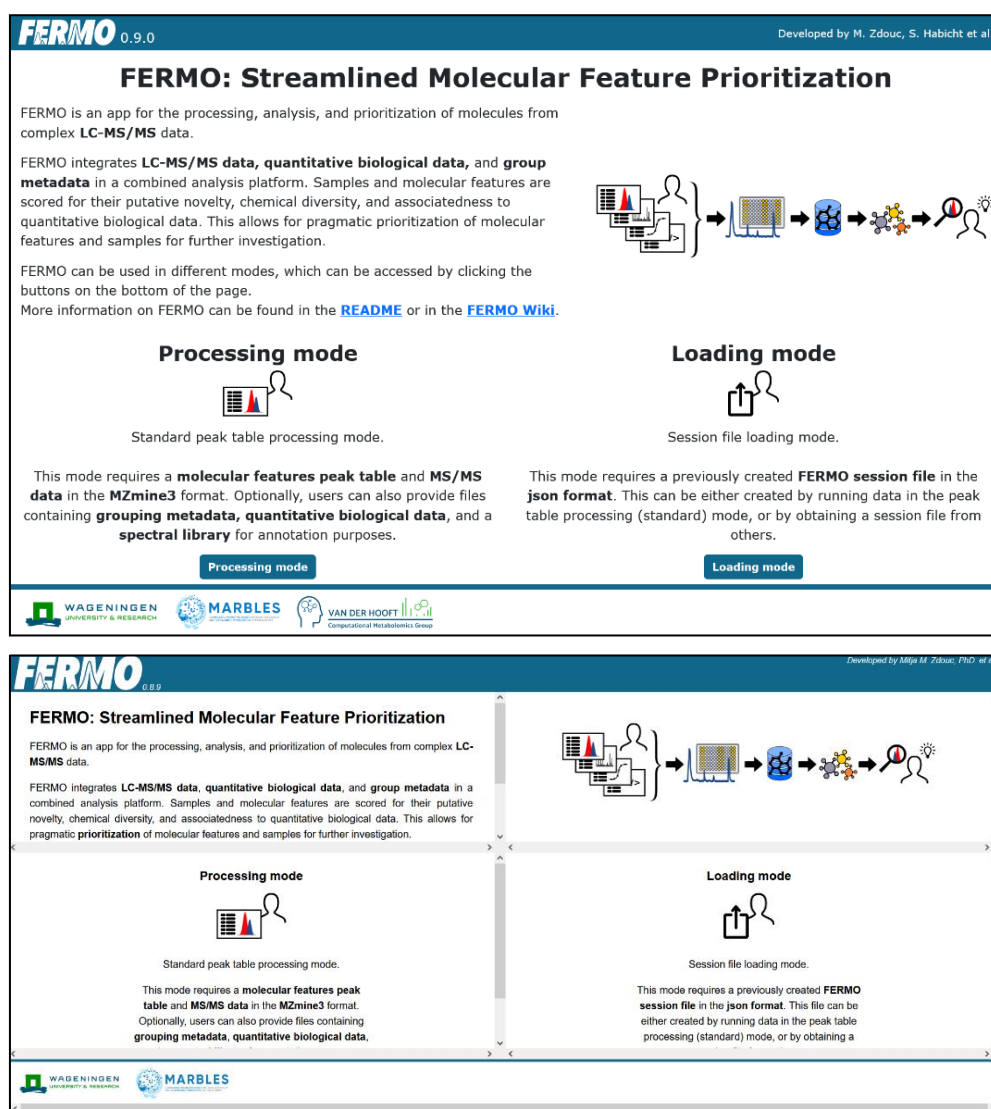 FERMO 0.9.0
Developed by M. Zdouc, S. Habicht et al
FERMO: Streamlined Molecular Feature Prioritization
FERMO is an app for the processing, analysis, and prioritization of molecules from
complex LC-MS/MS data.
FERMO integrates LC-MS/MS data, quantitative biological data, and group
metadata in a combined analysis platform. Samples and molecular features are
scored for their putative novelty, chemical diversity, and associatedness to
quantitative biological data. This allows for pragmatic prioritization of molecular
features and samples for further investigation.
FERMO can be used in different modes, which can be accessed by clicking the
buttons on the bottom of the page.
More information on FERMO can be found in the README or in the FERMO Wiki.
Processing mode
Standard peak table processing mode.
This mode requires a molecular features peak table and MS/MS
data in the MZmine3 format. Optionally, users can also provide files
containing grouping metadata, quantitative biological data, and a
spectral library for annotation purposes.
Processing mode
Loading mode
Session file loading mode.
This mode requires a previously created FERMO session file in the
json format. This can be either created by running data in the peak
table processing (standard) mode, or by obtaining a session file from
others.
Loading mode
WAGENINGEN
UNIVERSITY & RESEARCH
MARBLES
VAN DER HOOFT
Computational Metabolomics Group
FERMO 0.8.9
Developed by Mitja M. Zdouc, PhD. et a
FERMO: Streamlined Molecular Feature Prioritization
FERMO is an app for the processing, analysis, and prioritization of molecules from complex LC-
MS/MS data.
FERMO integrates LC-MS/MS data, quantitative biological data, and group metadata in a
combined analysis platform. Samples and molecular features are scored for their putative
novelty, chemical diversity, and associatedness to quantitative biological data. This allows for
pragmatic prioritization of molecular features and samples for further investigation.
Processing mode
Standard peak table processing mode.
This mode requires a molecular features peak
table and MS/MS data in the MZmine3 format.
Optionally, users can also provide files containing
grouping metadata, quantitative biological data,
Loading mode
Session file loading mode.
This mode requires a previously created FERMO
session file in the json format. This file can be
either created by running data in the peak table
processing (standard) mode, or by obtaining a
WAGENINGEN
UNIVERSITY & RESEARCH
MARBLES